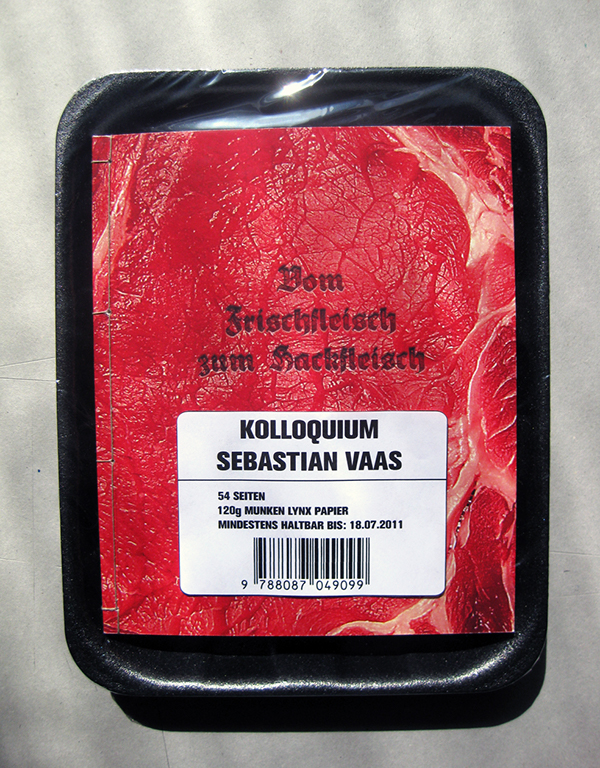 Vom
Frischfleisch
zum Hackfleisch
KOLLOQUIUM
SEBASTIAN VAAS
54 SEITEN
120g MUNKEN LYNX PAPIER
MINDESTENS HALTBAR BIS: 18.07.2011
9 788087 049099